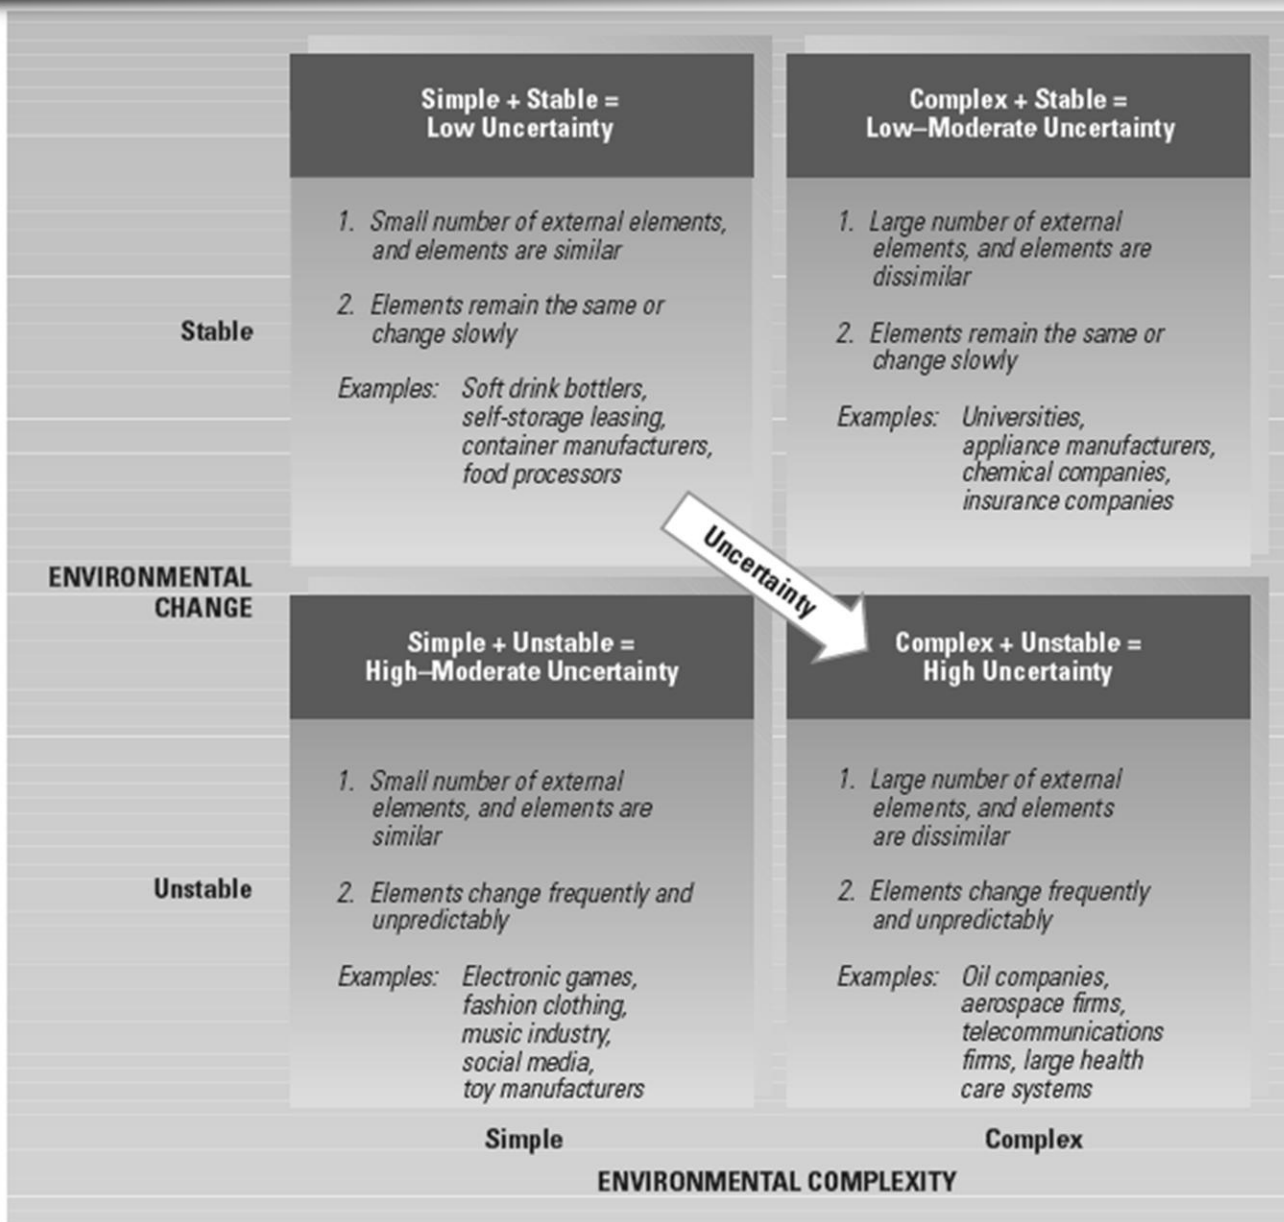 Simple + Stable =
Low Uncertainty
1. Small number of external elements,
and elements are similar
2. Elements remain the same or
change slowly
Examples: Soft drink bottlers,
self-storage leasing,
container manufacturers,
food processors
Complex + Stable =
Low–Moderate Uncertainty
1. Large number of external
elements, and elements are
dissimilar
2. Elements remain the same or
change slowly
Examples: Universities,
appliance manufacturers,
chemical companies,
insurance companies
Stable
Uncertainty
ENVIRONMENTAL
CHANGE
Simple + Unstable =
High–Moderate Uncertainty
1. Small number of external
elements, and elements are
similar
2. Elements change frequently and
unpredictably
Examples: Electronic games,
fashion clothing,
music industry,
social media,
toy manufacturers
Complex + Unstable =
High Uncertainty
1. Large number of external
elements, and elements
are dissimilar
2. Elements change frequently
and unpredictably
Examples: Oil companies,
aerospace firms,
telecommunications
firms, large health
care systems
Unstable
Simple
Complex
ENVIRONMENTAL COMPLEXITY